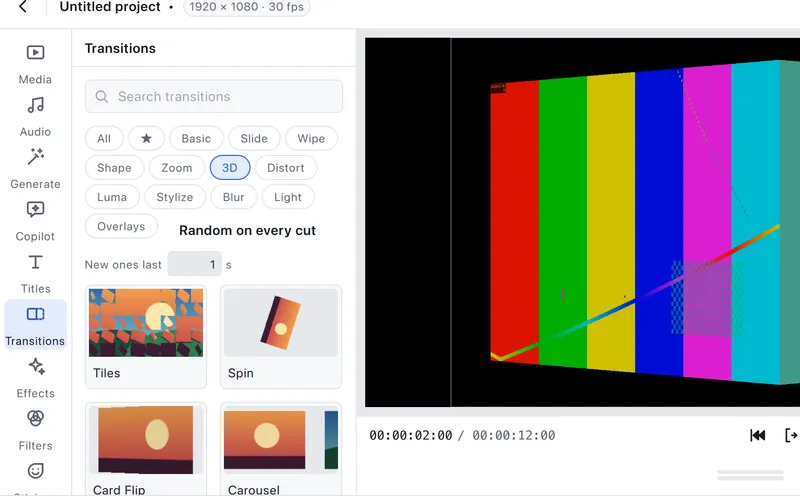 Untitled project • 1920 × 1080 · 30 fps
Media
Audio
Generate
Copilot
Titles
Transitions
Effects
Filters
Transitions
Search transitions
All ★ Basic Slide Wipe
Shape Zoom 3D Distort
Luma Stylize Blur Light
Overlays Random on every cut
New ones last 1 s
Tiles Spin
Card Flip Carousel
00:00:02:00 / 00:00:12:00